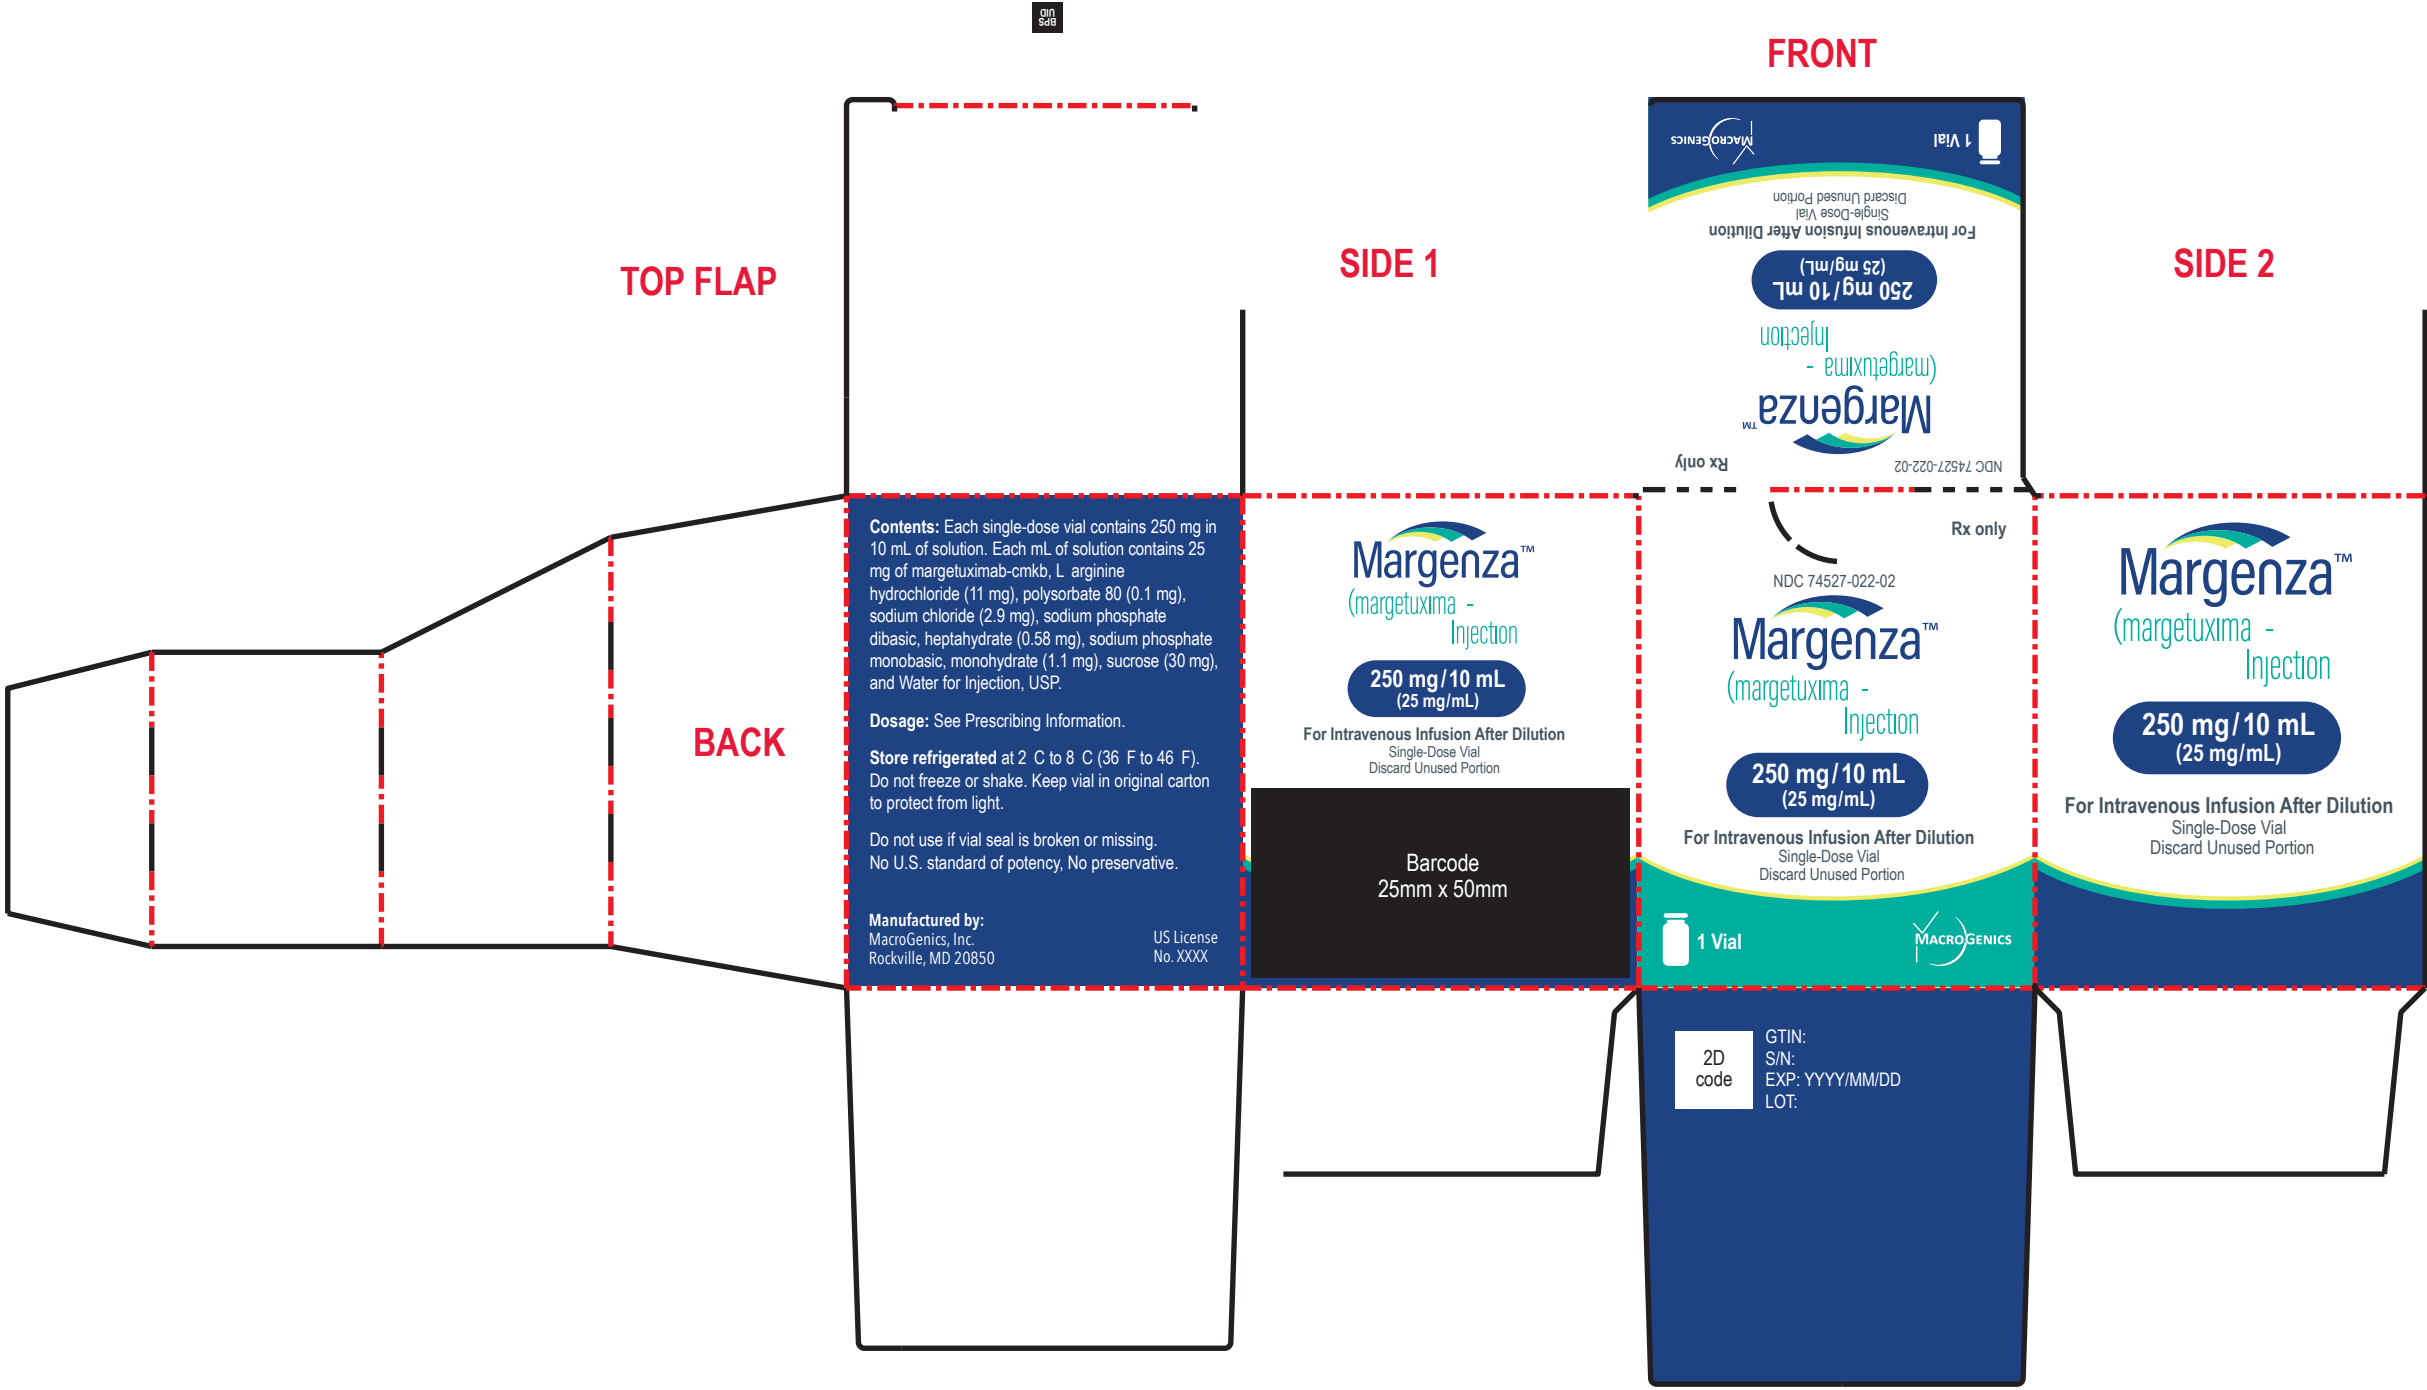 BPS
UID
FRONT
TOP FLAP
SIDE 1
SIDE 2
BACK
MACROGENICS
1 Vial
Discard Unused Portion
Single-Dose Vial
For Intravenous Infusion After Dilution
(25 mg/mL)
250 mg/10 mL
Injection
(margetuxima -
Margenza™
Rx only
NDC 74527-022-02
Contents: Each single-dose vial contains 250 mg in
10 mL of solution. Each mL of solution contains 25
mg of margetuximab-cmkb, L arginine
hydrochloride (11 mg), polysorbate 80 (0.1 mg),
sodium chloride (2.9 mg), sodium phosphate
dibasic, heptahydrate (0.58 mg), sodium phosphate
monobasic, monohydrate (1.1 mg), sucrose (30 mg),
and Water for Injection, USP.
Dosage: See Prescribing Information.
Store refrigerated at 2 C to 8 C (36 F to 46 F).
Do not freeze or shake. Keep vial in original carton
to protect from light.
Do not use if vial seal is broken or missing.
No U.S. standard of potency, No preservative.
Manufactured by:
MacroGenics, Inc.
Rockville, MD 20850
US License
No. XXXX
Margenza™
(margetuxima -
Injection
250 mg/10 mL
(25 mg/mL)
For Intravenous Infusion After Dilution
Single-Dose Vial
Discard Unused Portion
Barcode
25mm x 50mm
Rx only
NDC 74527-022-02
Margenza™
(margetuxima -
Injection
250 mg/10 mL
(25 mg/mL)
For Intravenous Infusion After Dilution
Single-Dose Vial
Discard Unused Portion
1 Vial
MACROGENICS
Margenza™
(margetuxima -
Injection
250 mg/10 mL
(25 mg/mL)
For Intravenous Infusion After Dilution
Single-Dose Vial
Discard Unused Portion
2D
code
GTIN:
S/N:
EXP: YYYY/MM/DD
LOT: